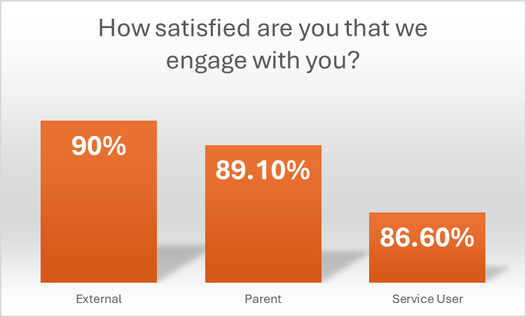 How satisfied are you that we
engage with you?
90%
89.10%
86.60%
External
Parent
Service User